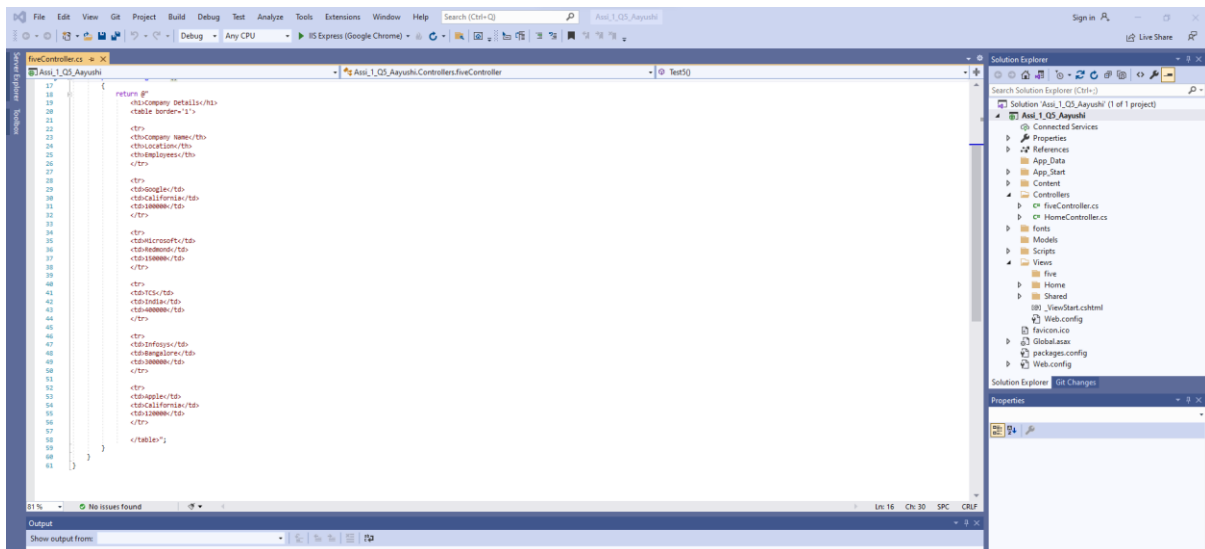 File Edit View Git Project Build Debug Test Analyze Tools Extensions Window Help Search (Ctrl+Q) Assi_1_Q5_Aayushi Sign in
Debug Any CPU IIS Express (Google Chrome) Live Share
Server Explorer
Toolbox
fiveController.cs
Assi_1_Q5_Aayushi Assi_1_Q5_Aayushi.Controllers.fiveController Test5()
17 {
18 return @"
19 <h1>Company Details</h1>
20 <table border='1'>
21
22 <tr>
23 <th>Company Name</th>
24 <th>Location</th>
25 <th>Employees</th>
26 </tr>
27
28 <tr>
29 <td>Google</td>
30 <td>California</td>
31 <td>100000</td>
32 </tr>
33
34 <tr>
35 <td>Microsoft</td>
36 <td>Redmond</td>
37 <td>150000</td>
38 </tr>
39
40 <tr>
41 <td>TCS</td>
42 <td>India</td>
43 <td>400000</td>
44 </tr>
45
46 <tr>
47 <td>Infosys</td>
48 <td>Bangalore</td>
49 <td>300000</td>
50 </tr>
51
52 <tr>
53 <td>Apple</td>
54 <td>California</td>
55 <td>120000</td>
56 </tr>
57
58 </table>";
59 }
60 }
61 }
81 % No issues found Ln: 16 Ch: 30 SPC CRLF
Output
Show output from:
Solution Explorer
Search Solution Explorer (Ctrl+;)
Solution 'Assi_1_Q5_Aayushi' (1 of 1 project)
Assi_1_Q5_Aayushi
Connected Services
Properties
References
App_Data
App_Start
Content
Controllers
C# fiveController.cs
C# HomeController.cs
fonts
Models
Scripts
Views
five
Home
Shared
_ViewStart.cshtml
Web.config
favicon.ico
Global.asax
packages.config
Web.config
Solution Explorer Git Changes
Properties